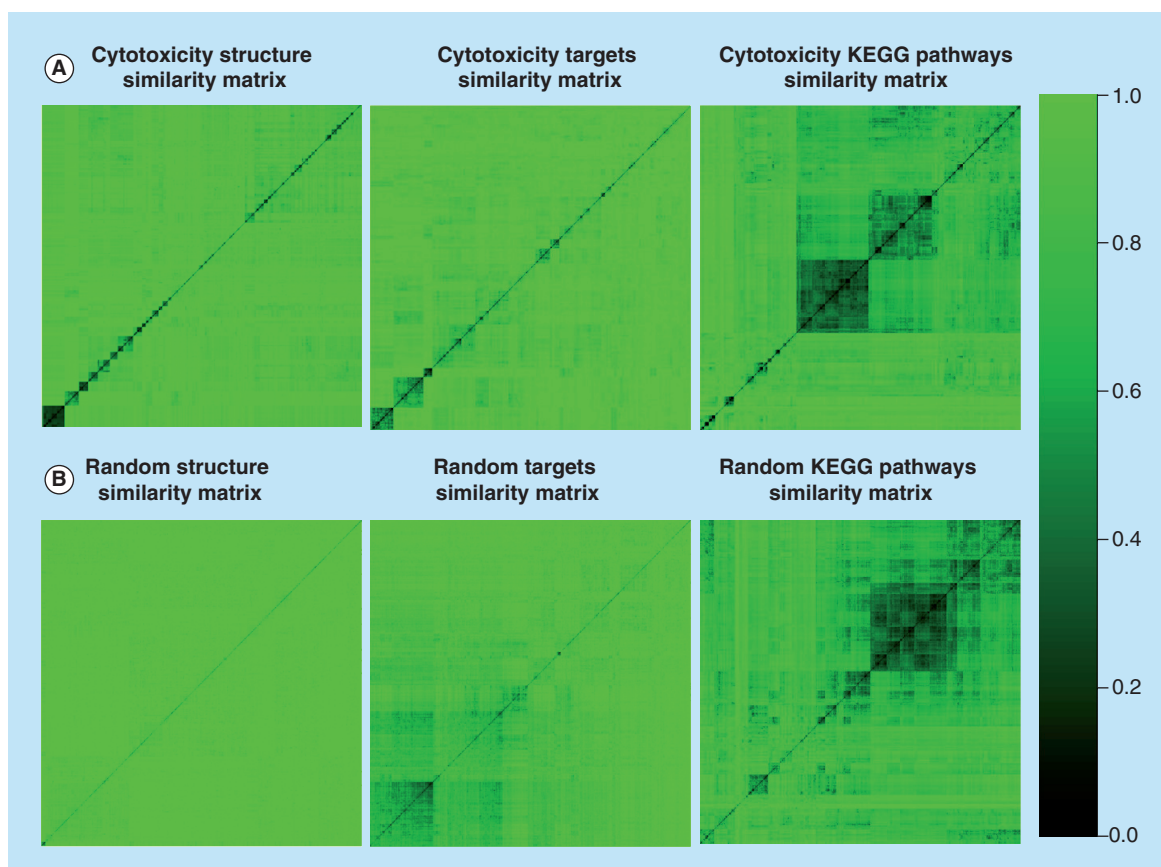 A
Cytotoxicity structure
similarity matrix
Cytotoxicity targets
similarity matrix
Cytotoxicity KEGG pathways
similarity matrix
1.0
0.8
0.6
0.4
0.2
0.0
B
Random structure
similarity matrix
Random targets
similarity matrix
Random KEGG pathways
similarity matrix